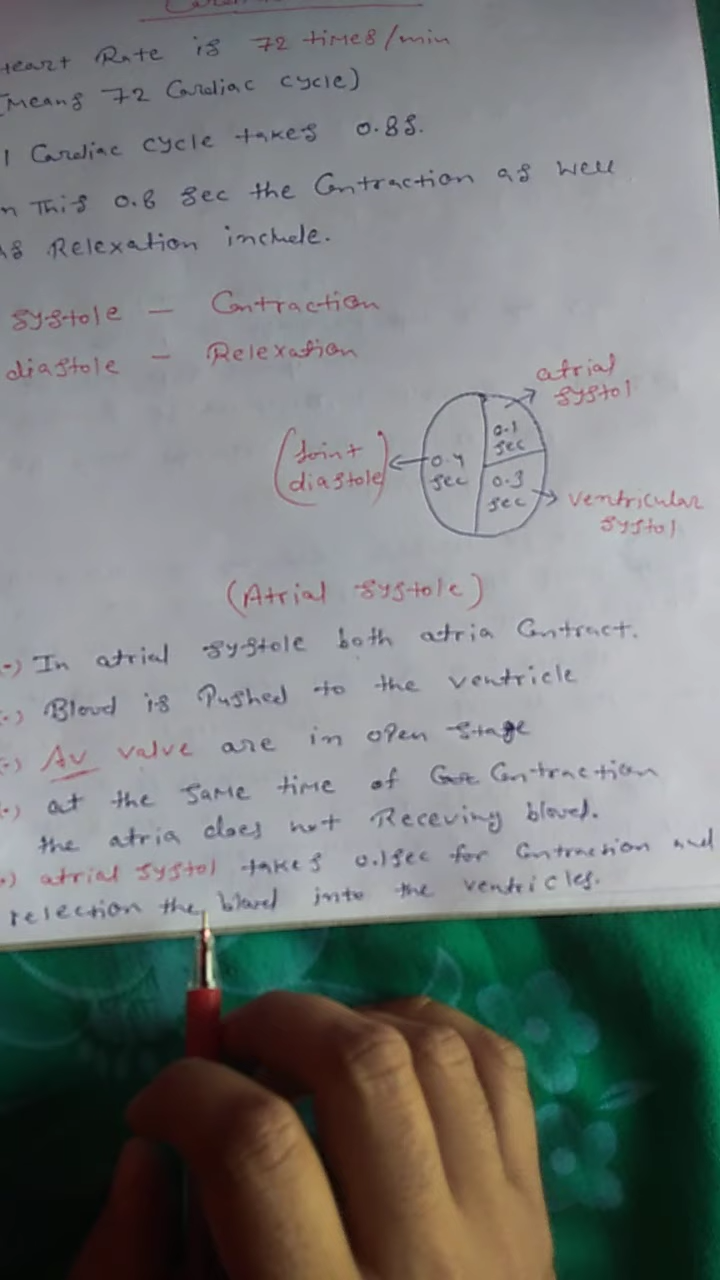 Heart Rate is 72 times/min
(Means 72 Cardiac cycle)
1 Cardiac cycle takes 0.8s.
In This 0.8 sec the Contraction as well
as Relexation include.
Systole – Contraction
diastole – Relexation
atrial
systol
0.1
sec
(Joint
diastole)
0.4
sec
0.3
sec
ventricular
systol
(Atrial systole)
In atrial systole both atria Contract.
Blood is Pushed to the ventricle
AV valve are in open stage
at the same time of Contraction
the atria does not Receving blood.
atrial systol takes 0.1sec for Contraction and
the blood into the ventricles.